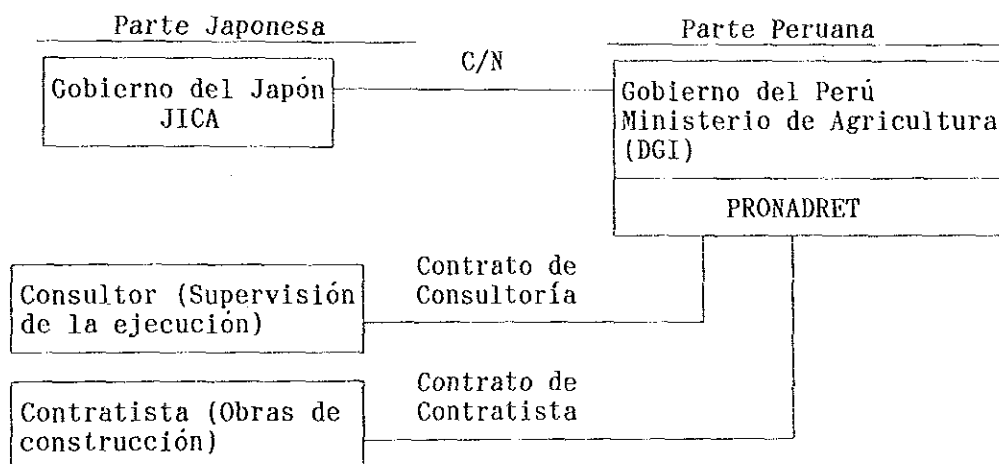 Parte Japonesa
Parte Peruana
C/N
Gobierno del Japón
JICA
Gobierno del Perú
Ministerio de Agricultura
(DGI)
PRONADRET
Consultor (Supervisión
de la ejecución)
Contrato de
Consultoría
Contratista (Obras de
construcción)
Contrato de
Contratista